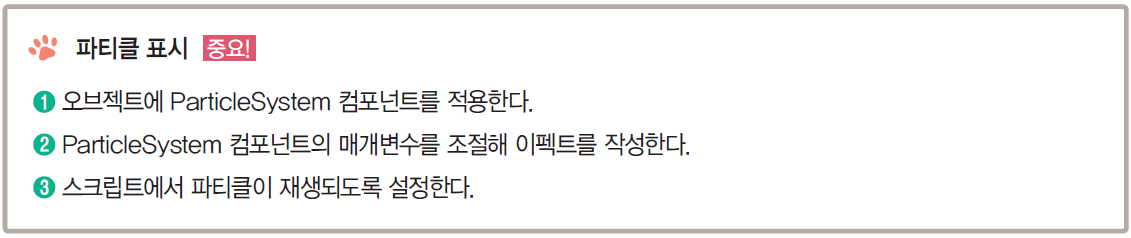 파티클 표시 중요!
❶ 오브젝트에 ParticleSystem 컴포넌트를 적용한다.
❷ ParticleSystem 컴포넌트의 매개변수를 조절해 이펙트를 작성한다.
❸ 스크립트에서 파티클이 재생되도록 설정한다.